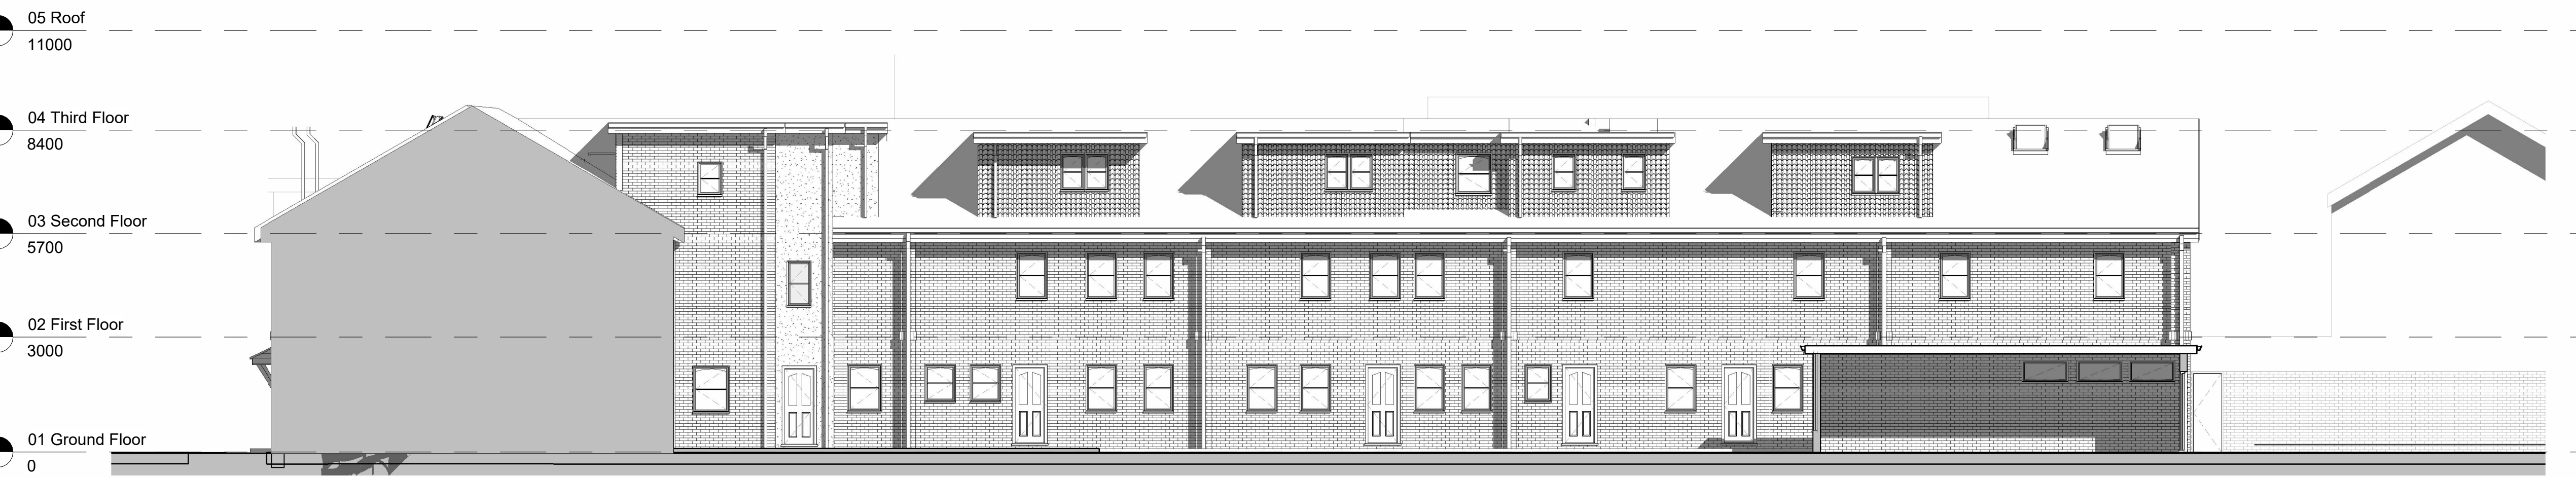 05 Roof
11000
04 Third Floor
8400
03 Second Floor
5700
02 First Floor
3000
01 Ground Floor
0